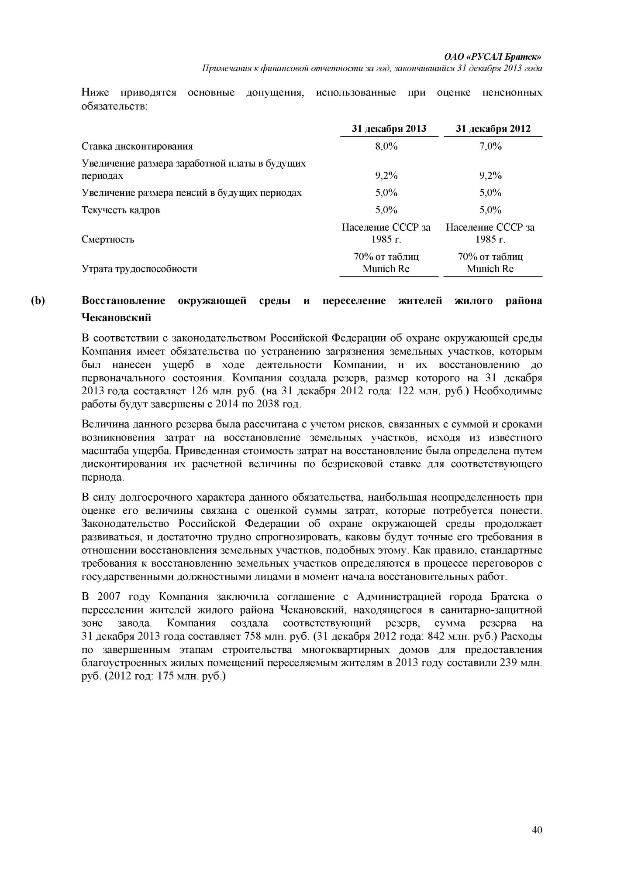 ОАО «РУСАЛ Братск»
Примечания к финансовой отчетности за год, закончившийся 31 декабря 2013 года
Ниже приводятся основные допущения, использованные при оценке пенсионных
обязательств:
31 декабря 2013 31 декабря 2012
Ставка дисконтирования 8,0% 7,0%
Увеличение размера заработной платы в будущих
периодах 9,2% 9,2%
Увеличение размера пенсий в будущих периодах 5,0% 5,0%
Текучесть кадров 5,0% 5,0%
Население СССР за Население СССР за
Смертность 1985 г. 1985 г.
70% от таблиц 70% от таблиц
Утрата трудоспособности Munich Re Munich Re
(b) Восстановление окружающей среды и переселение жителей жилого района
Чекановский
В соответствии с законодательством Российской Федерации об охране окружающей среды
Компания имеет обязательства по устранению загрязнения земельных участков, которым
был нанесен ущерб в ходе деятельности Компании, и их восстановлению до
первоначального состояния. Компания создала резерв, размер которого на 31 декабря
2013 года составляет 126 млн. руб. (на 31 декабря 2012 года: 122 млн. руб.) Необходимые
работы будут завершены с 2014 по 2038 год.
Величина данного резерва была рассчитана с учетом рисков, связанных с суммой и сроками
возникновения затрат на восстановление земельных участков, исходя из известного
масштаба ущерба. Приведенная стоимость затрат на восстановление была определена путем
дисконтирования их расчетной величины по безрисковой ставке для соответствующего
периода.
В силу долгосрочного характера данного обязательства, наибольшая неопределенность при
оценке его величины связана с оценкой суммы затрат, которые потребуется понести.
Законодательство Российской Федерации об охране окружающей среды продолжает
развиваться, и достаточно трудно спрогнозировать, каковы будут точные его требования в
отношении восстановления земельных участков, подобных этому. Как правило, стандартные
требования к восстановлению земельных участков определяются в процессе переговоров с
государственными должностными лицами в момент начала восстановительных работ.
В 2007 году Компания заключила соглашение с Администрацией города Братска о
переселении жителей жилого района Чекановский, находящегося в санитарно-защитной
зоне завода. Компания создала соответствующий резерв, сумма резерва на
31 декабря 2013 года составляет 758 млн. руб. (31 декабря 2012 года: 842 млн. руб.) Расходы
по завершенным этапам строительства многоквартирных домов для предоставления
благоустроенных жилых помещений переселяемым жителям в 2013 году составили 239 млн.
руб. (2012 год: 175 млн. руб.)
40